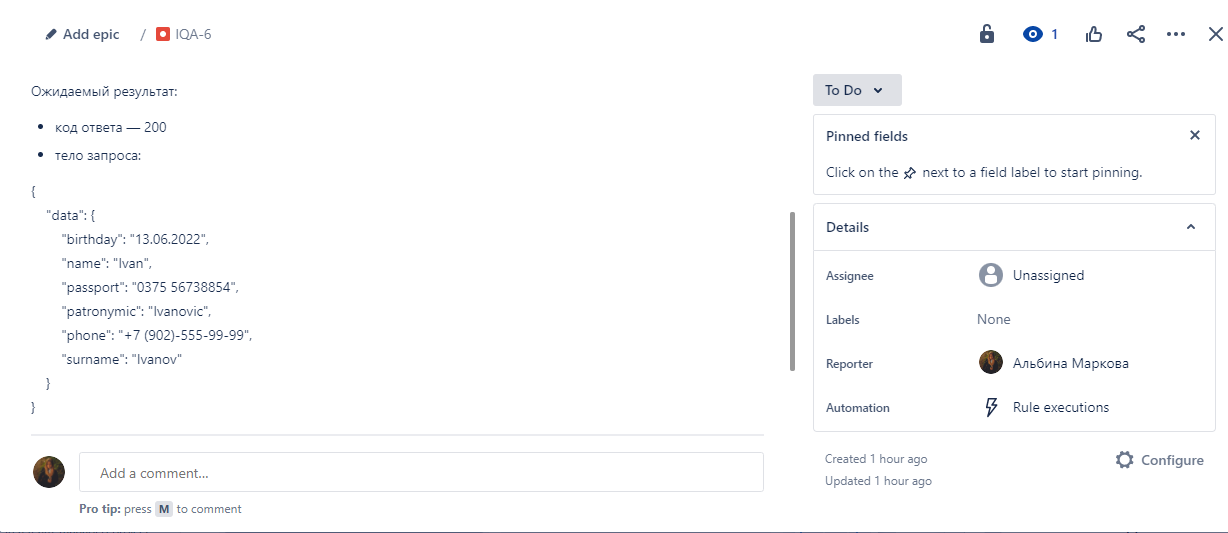 Add epic / IQA-6
1
Ожидаемый результат:
код ответа — 200
тело запроса:
{
"data": {
"birthday": "13.06.2022",
"name": "Ivan",
"passport": "0375 56738854",
"patronymic": "Ivanovic",
"phone": "+7 (902)-555-99-99",
"surname": "Ivanov"
}
}
Add a comment...
Pro tip: press M to comment
To Do
Pinned fields
Click on the next to a field label to start pinning.
Details
Assignee Unassigned
Labels None
Reporter Альбина Маркова
Automation Rule executions
Created 1 hour ago
Updated 1 hour ago
Configure